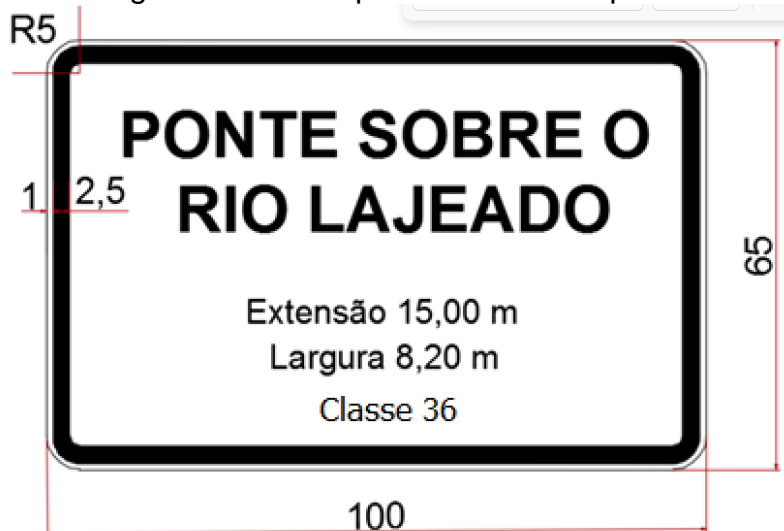 R5
PONTE SOBRE O
RIO LAJEADO
1 2,5
65
Extensão 15,00 m
Largura 8,20 m
Classe 36
100